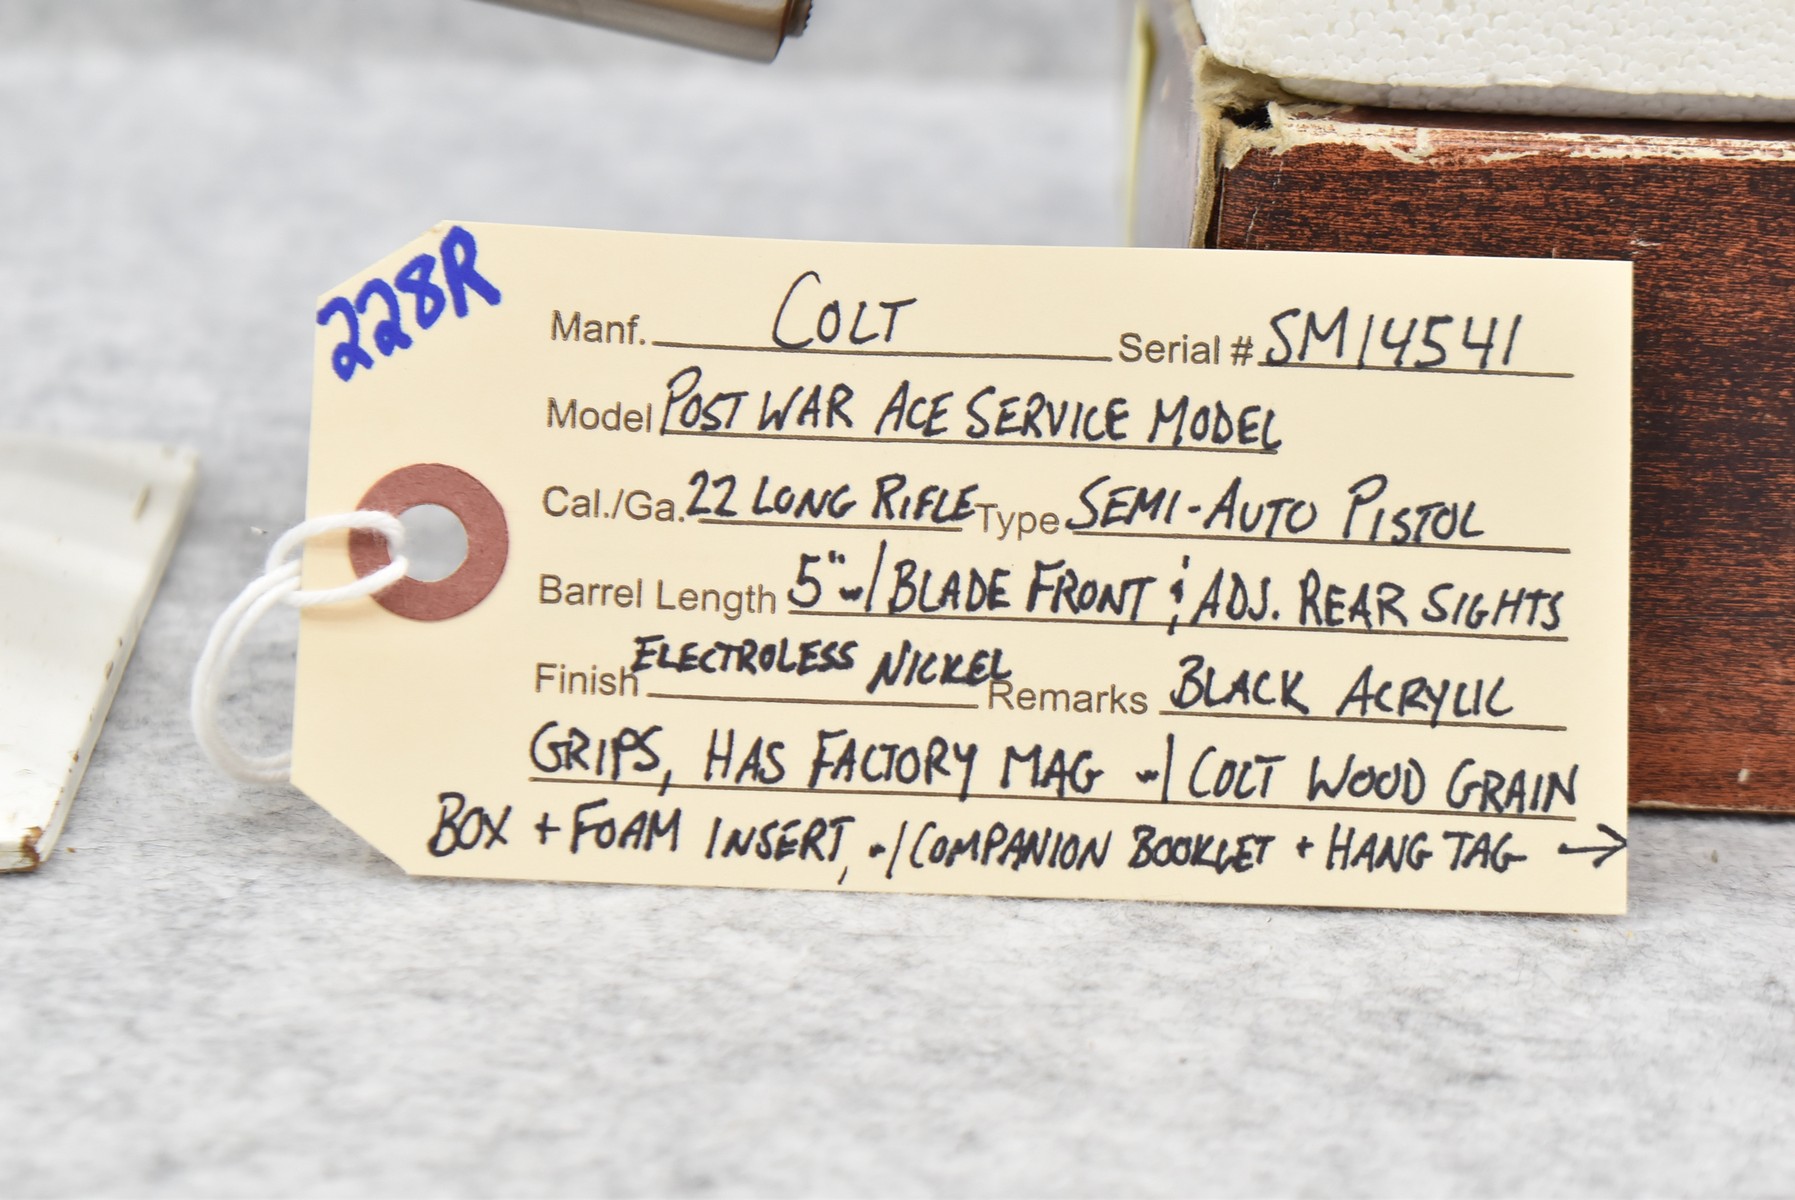 228R
Manf. COLT Serial # SM14541
Model POST WAR ACE SERVICE MODEL
Cal./Ga. 22 LONG RIFLE Type SEMI-AUTO PISTOL
Barrel Length 5" w/ BLADE FRONT & ADJ. REAR SIGHTS
Finish ELECTROLESS NICKEL Remarks BLACK ACRYLIC
GRIPS, HAS FACTORY MAG w/ COLT WOOD GRAIN
BOX + FOAM INSERT, w/ COMPANION BOOKLET + HANG TAG →